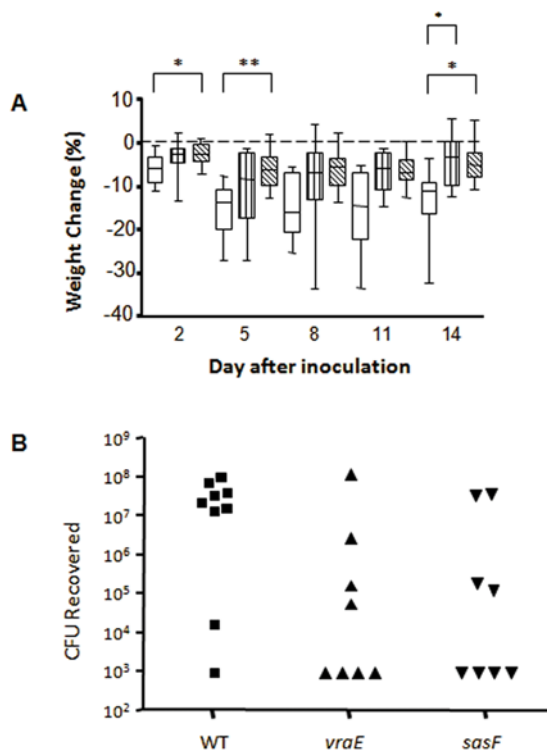 *
* ** *
A
Weight Change (%)
10
0
-10
-20
-30
-40
2 5 8 11 14
Day after inoculation
B
CFU Recovered
10⁹
10⁸
10⁷
10⁶
10⁵
10⁴
10³
10²
WT vraE sasF